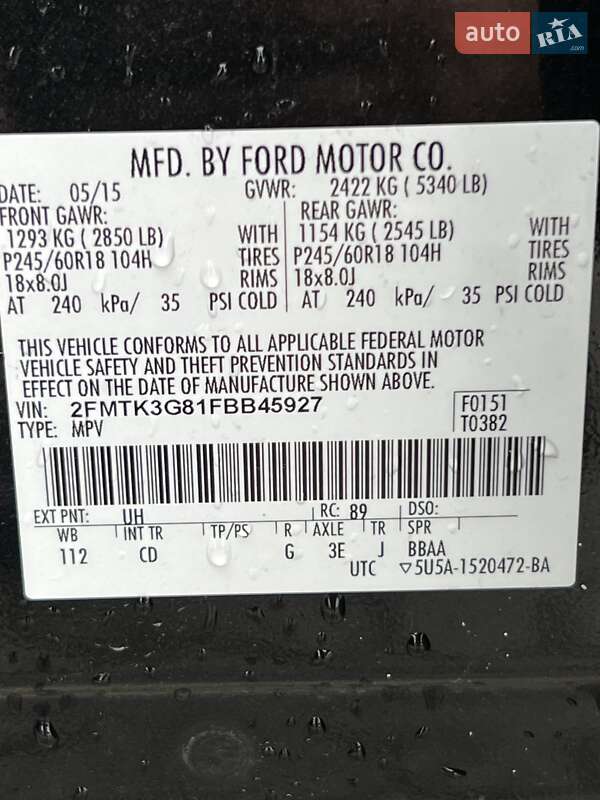 auto RIA .com
MFD. BY FORD MOTOR CO.
DATE: 05/15 GVWR: 2422 KG ( 5340 LB)
FRONT GAWR: REAR GAWR:
1293 KG ( 2850 LB) WITH 1154 KG ( 2545 LB) WITH
P245/60R18 104H TIRES P245/60R18 104H TIRES
18x8.0J RIMS 18x8.0J RIMS
AT 240 kPa/ 35 PSI COLD AT 240 kPa/ 35 PSI COLD
THIS VEHICLE CONFORMS TO ALL APPLICABLE FEDERAL MOTOR
VEHICLE SAFETY AND THEFT PREVENTION STANDARDS IN
EFFECT ON THE DATE OF MANUFACTURE SHOWN ABOVE.
VIN: 2FMTK3G81FBB45927 F0151
TYPE: MPV T0382
EXT PNT: UH RC: 89 DSO:
WB INT TR TP/PS R AXLE TR SPR
112 CD G 3E J BBAA
UTC ▽5U5A-1520472-BA